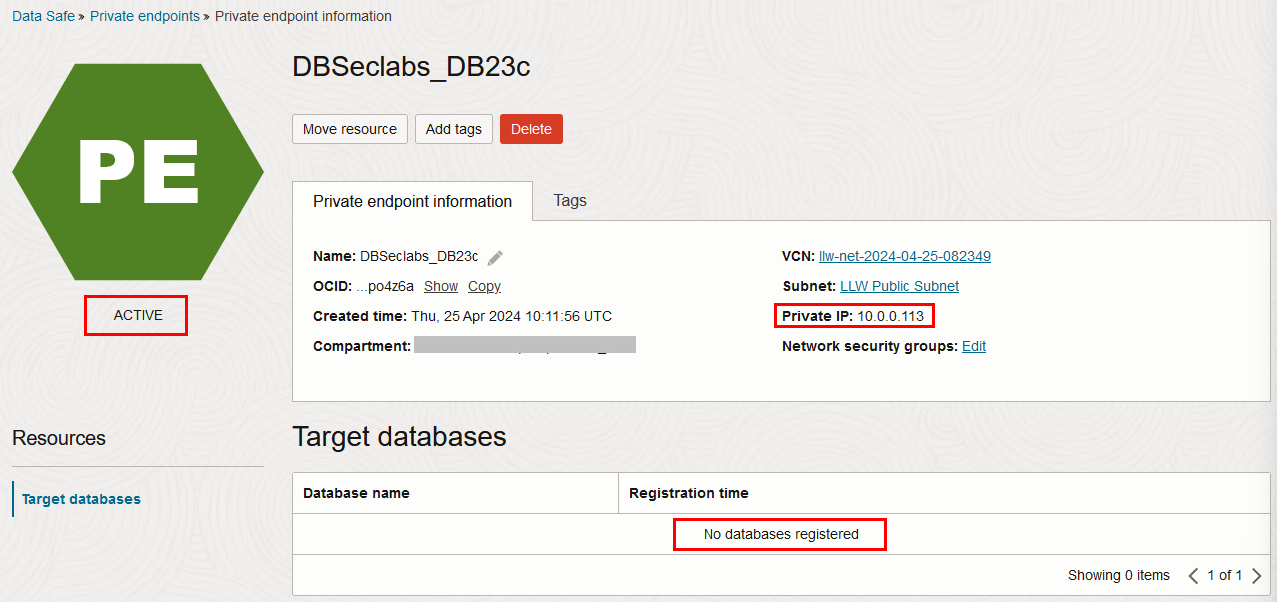 Data Safe » Private endpoints » Private endpoint information
DBSeclabs_DB23c
PE
Move resource Add tags Delete
ACTIVE
Private endpoint information Tags
Name: DBSeclabs_DB23c
OCID: ...po4z6a Show Copy
Created time: Thu, 25 Apr 2024 10:11:56 UTC
Compartment:
VCN: llw-net-2024-04-25-082349
Subnet: LLW Public Subnet
Private IP: 10.0.0.113
Network security groups: Edit
Resources
Target databases
Target databases
Database name Registration time
No databases registered
Showing 0 items 1 of 1